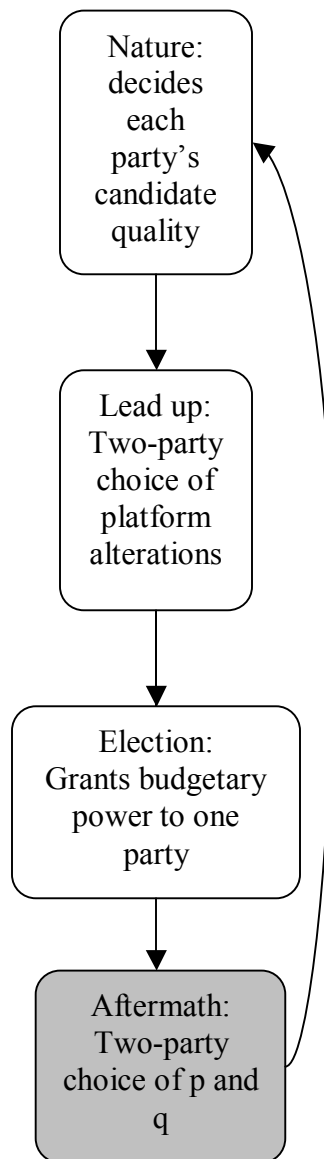 Nature:
decides
each
party’s
candidate
quality
Lead up:
Two-party
choice of
platform
alterations
Election:
Grants budgetary
power to one
party
Aftermath:
Two-party
choice of p and
q